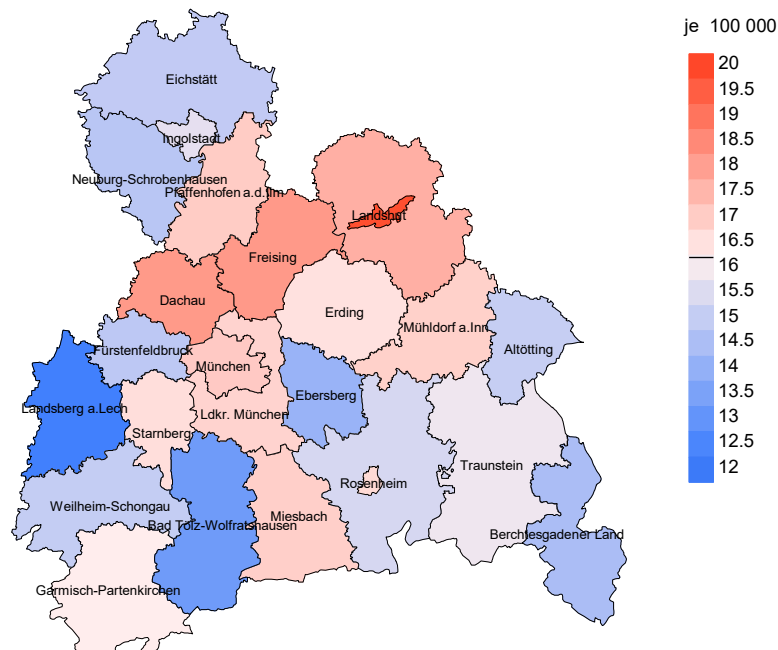 je 100 000
20
19.5
19
18.5
18
17.5
17
16.5
16
15.5
15
14.5
14
13.5
13
12.5
12
Eichstätt
Ingolstadt
Neuburg-Schrobenhausen
Pfaffenhofen a.d.Ilm
Landshut
Freising
Dachau
Erding
Mühldorf a.Inn
Altötting
Fürstenfeldbruck
München
Ebersberg
Landsberg a.Lech
Ldkr. München
Starnberg
Traunstein
Rosenheim
Weilheim-Schongau
Miesbach
Bad Tölz-Wolfratshausen
Berchtesgadener Land
Garmisch-Partenkirchen